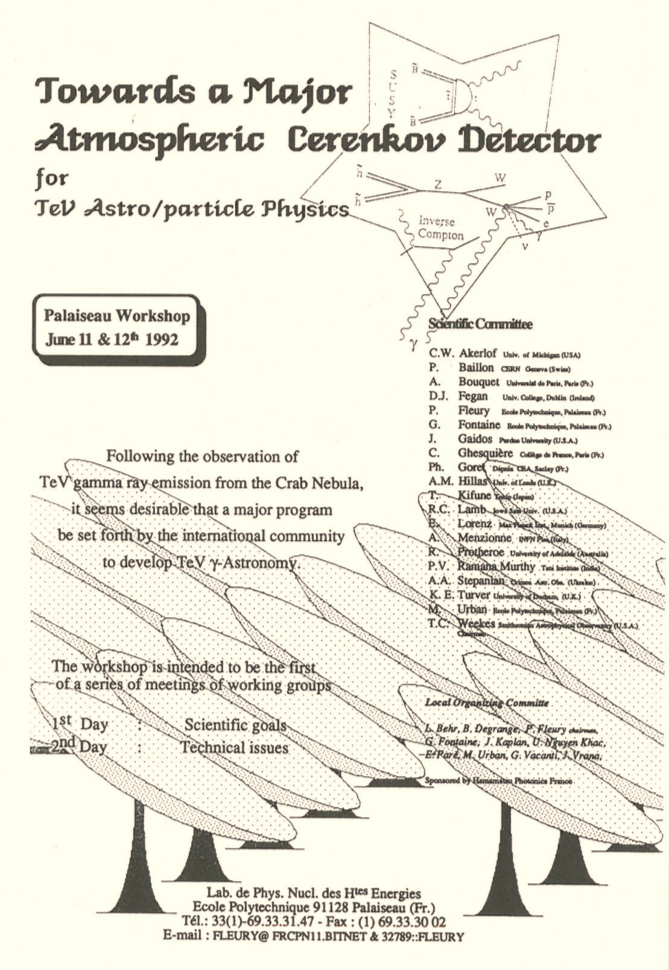 Towards a Major
Atmospheric Cerenkov Detector
for
TeV Astro/particle Physics
S
U
S
Y
B̃
t̃
B̃
h̃
h̃
Z
W
W
p
p̅
e
γ
ν
Inverse
Compton
γ
Palaiseau Workshop
June 11 & 12th 1992
Scientific Committee
C.W. Akerlof Univ. of Michigan (USA)
P. Baillon CERN Geneva (Swiss)
A. Bouquet Université de Paris, Paris (Fr.)
D.J. Fegan Univ. College, Dublin (Ireland)
P. Fleury Ecole Polytechnique, Palaiseau (Fr.)
G. Fontaine Ecole Polytechnique, Palaiseau (Fr.)
J. Gaidos Purdue University (U.S.A.)
C. Ghesquière Collège de France, Paris (Fr.)
Ph. Goret CEA, Saclay (Fr.)
A.M. Hillas Univ. of Leeds (U.K.)
T. Kifune Tokyo (Japan)
R.C. Lamb Iowa State Univ. (U.S.A.)
E. Lorenz Max Planck Inst., Munich (Germany)
A. Menzionne INFN Pisa (Italy)
R. Protheroe University of Adelaide (Australia)
P.V. Ramana Murthy Tata Institute (India)
A.A. Stepanian Crimea Astr. Obs. (Ukraine)
K. E. Turver University of Durham, (U.K.)
M. Urban Ecole Polytechnique, Palaiseau (Fr.)
T.C. Weekes Smithsonian Astrophysical Observatory (U.S.A.)
Chairman
Following the observation of
TeV gamma ray emission from the Crab Nebula,
it seems desirable that a major program
be set forth by the international community
to develop TeV γ-Astronomy.
The workshop is intended to be the first
of a series of meetings of working groups
1st Day : Scientific goals
2nd Day : Technical issues
Local Organizing Committe
L. Behr, B. Degrange, P. Fleury chairman,
G. Fontaine, J. Kaplan, U. Nguyen Khac,
E. Paré, M. Urban, G. Vacanti, J. Vrana.
Sponsored by Hamamatsu Photonics France
Lab. de Phys. Nucl. des Htes Energies
Ecole Polytechnique 91128 Palaiseau (Fr.)
Tél.: 33(1)-69.33.31.47 - Fax : (1) 69.33.30 02
E-mail : FLEURY@ FRCPN11.BITNET & 32789::FLEURY